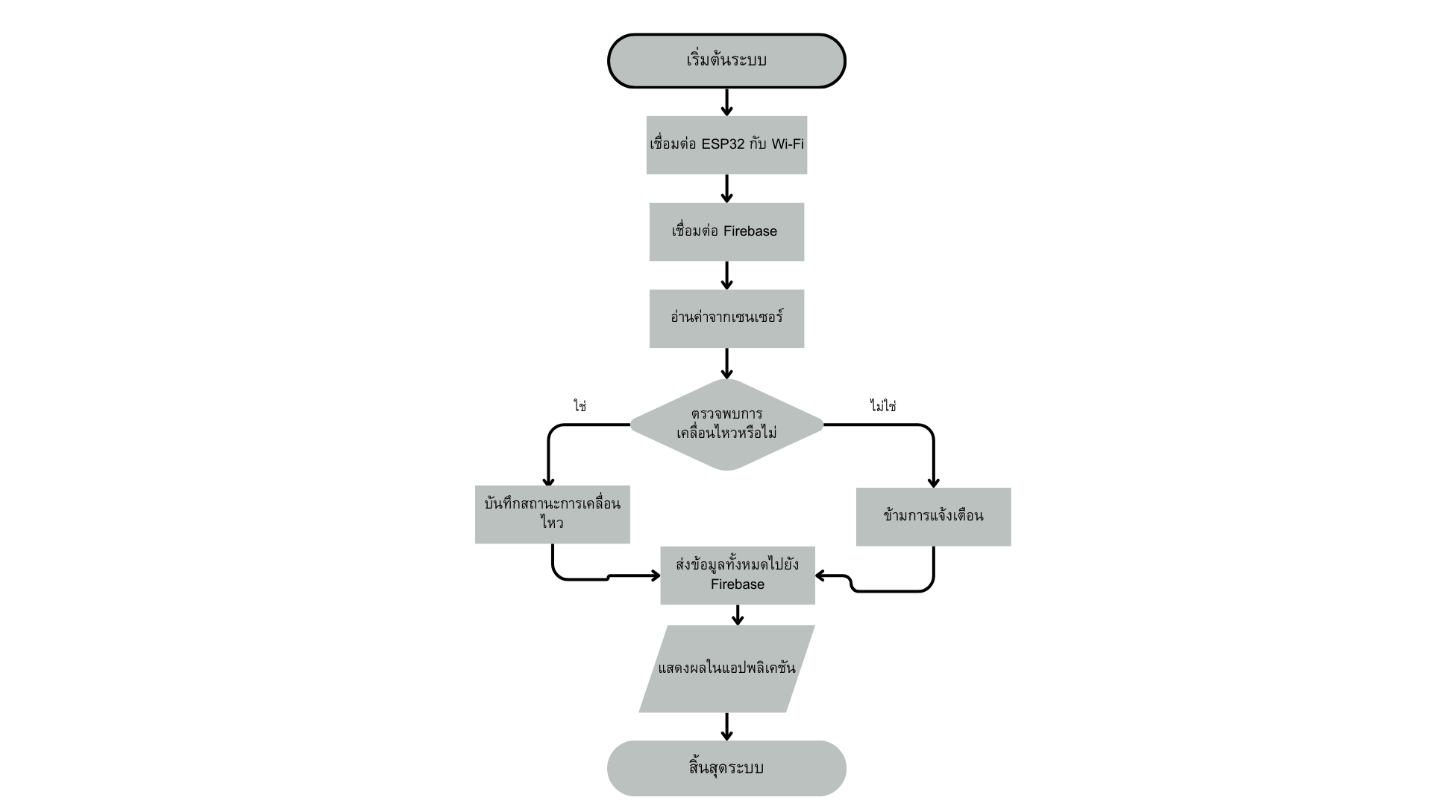 เริ่มต้นระบบ
เชื่อมต่อ ESP32 กับ Wi-Fi
เชื่อมต่อ Firebase
อ่านค่าจากเซนเซอร์
ตรวจพบการ
เคลื่อนไหวหรือไม่
ใช่
ไม่ใช่
บันทึกสถานะการเคลื่อน
ไหว
ข้ามการแจ้งเตือน
ส่งข้อมูลทั้งหมดไปยัง
Firebase
แสดงผลในแอปพลิเคชัน
สิ้นสุดระบบ